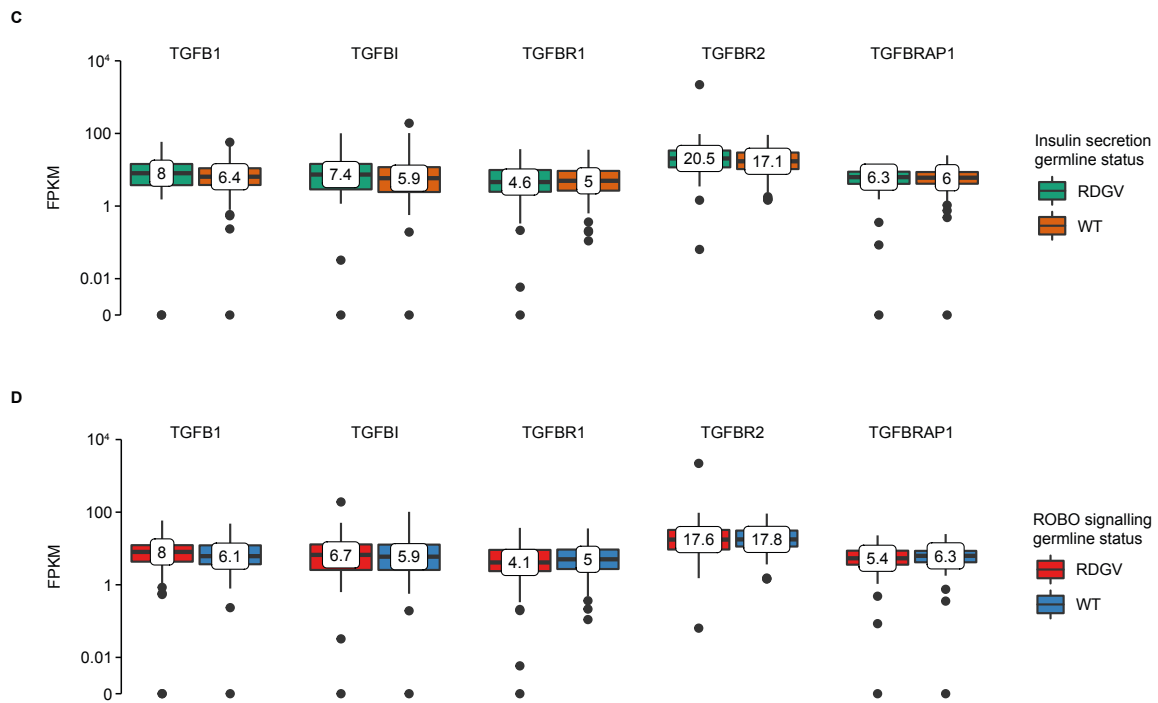 C
TGFB1 TGFBI TGFBR1 TGFBR2 TGFBRAP1
10⁴
100
1
0.01
0
FPKM
8 6.4 7.4 5.9 4.6 5 20.5 17.1 6.3 6
Insulin secretion
germline status
RDGV
WT
D
TGFB1 TGFBI TGFBR1 TGFBR2 TGFBRAP1
10⁴
100
1
0.01
0
FPKM
8 6.1 6.7 5.9 4.1 5 17.6 17.8 5.4 6.3
ROBO signalling
germline status
RDGV
WT